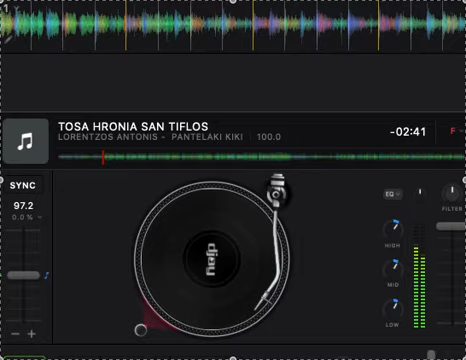 TOSA HRONIA SAN TIFLOS
LORENTZOS ANTONIS - PANTELAKI KIKI 100.0
-02:41
F
SYNC
97.2
0.0 %
djay
EQ
FILTER
HIGH
MID
LOW